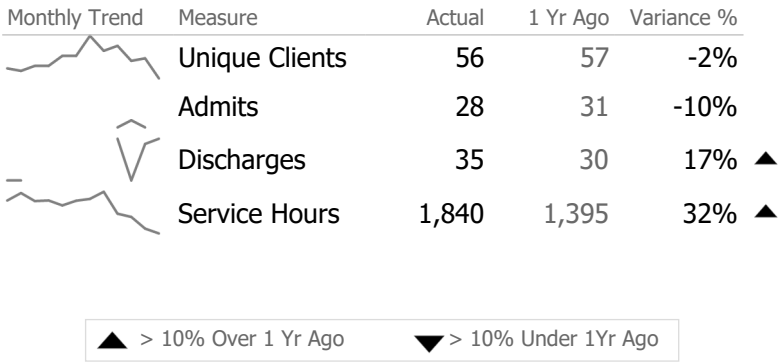 Monthly Trend Measure Actual 1 Yr Ago Variance %
Unique Clients 56 57 -2%
Admits 28 31 -10%
Discharges 35 30 17% ▲
Service Hours 1,840 1,395 32% ▲
▲ > 10% Over 1 Yr Ago ▼ > 10% Under 1Yr Ago